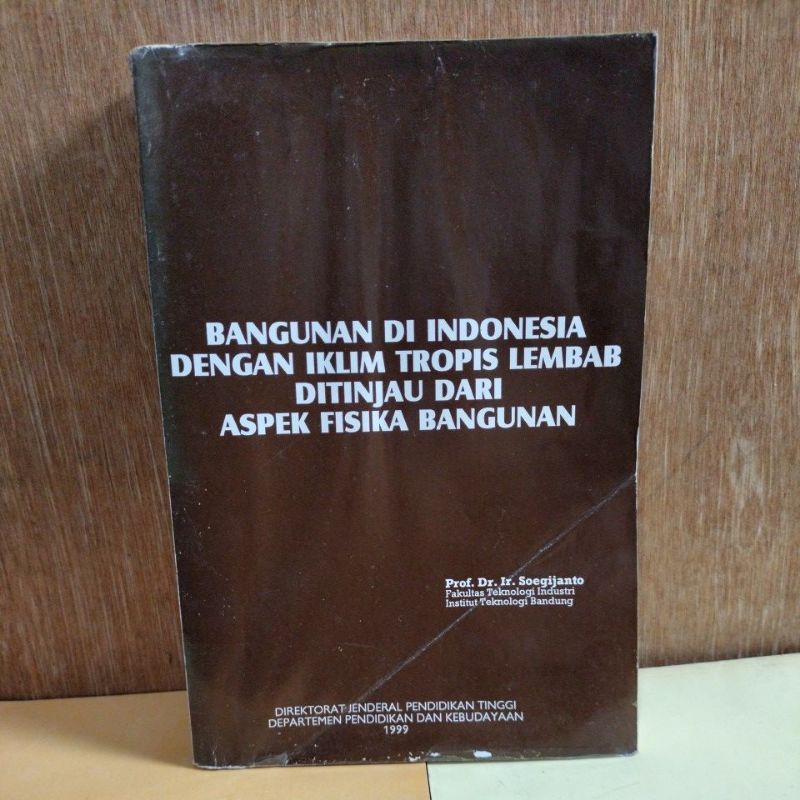 BANGUNAN DI INDONESIA
DENGAN IKLIM TROPIS LEMBAB
DITINJAU DARI
ASPEK FISIKA BANGUNAN
Prof. Dr. Ir. Soegijanto
Fakultas Teknologi Industri
Institut Teknologi Bandung
DIREKTORAT JENDERAL PENDIDIKAN TINGGI
DEPARTEMEN PENDIDIKAN DAN KEBUDAYAAN
1999